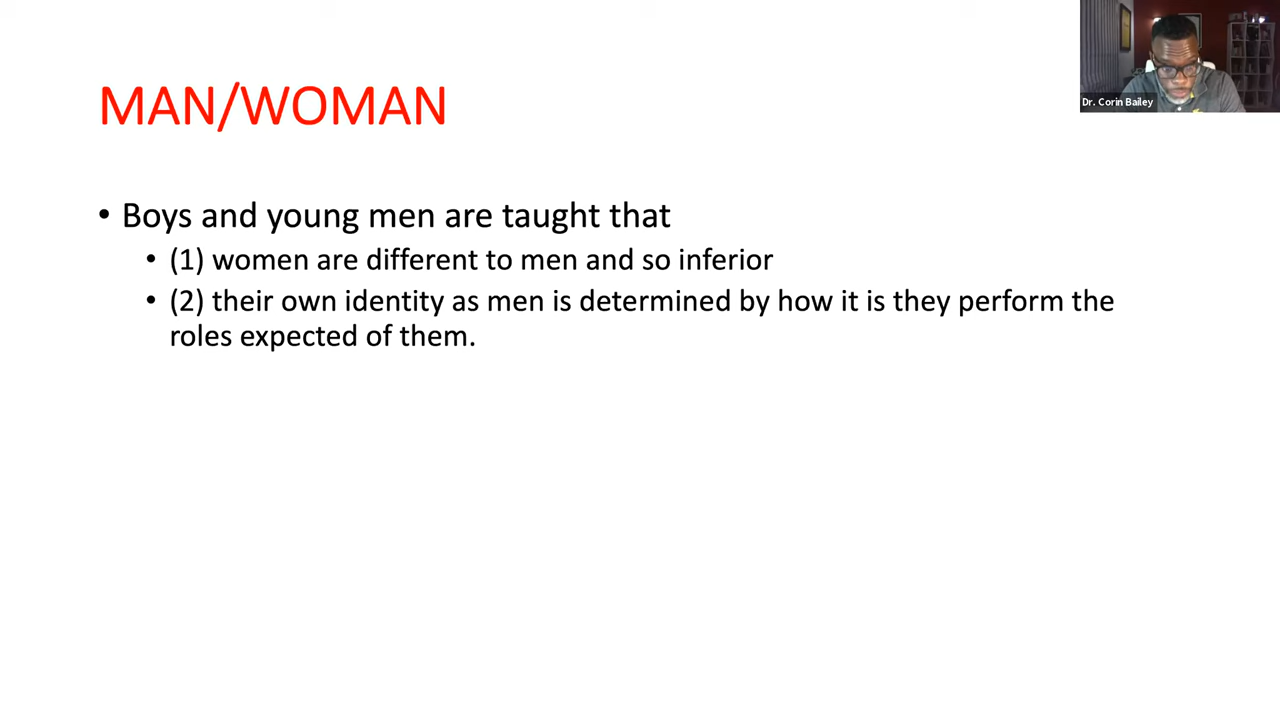 MAN/WOMAN
Dr. Corin Bailey
• Boys and young men are taught that
• (1) women are different to men and so inferior
• (2) their own identity as men is determined by how it is they perform the
roles expected of them.